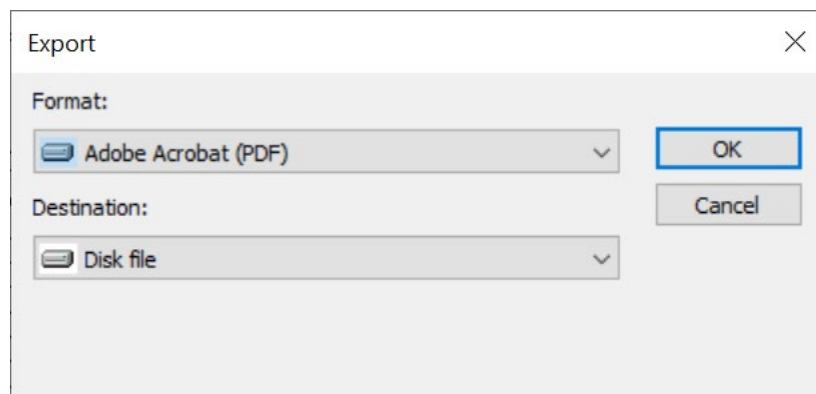 Export
Format:
Adobe Acrobat (PDF)
OK
Destination:
Cancel
Disk file